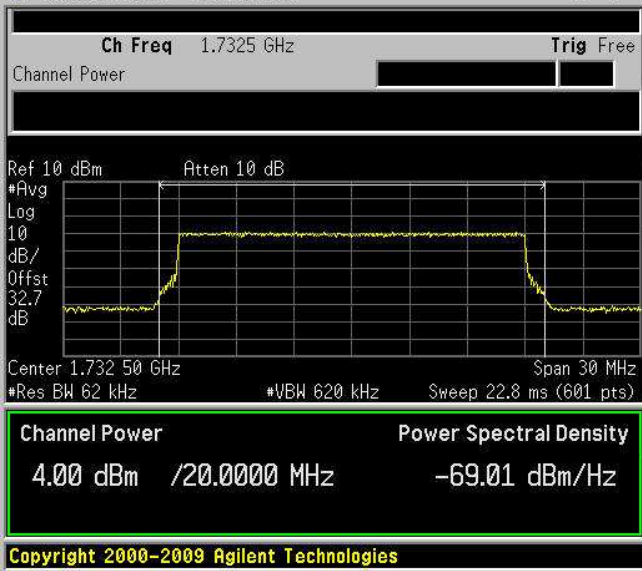 Ch Freq 1.7325 GHz Trig Free
Channel Power
Ref 10 dBm Atten 10 dB
#Avg
Log
10
dB/
Offst
32.7
dB
Center 1.732 50 GHz Span 30 MHz
#Res BW 62 kHz #VBW 620 kHz Sweep 22.8 ms (601 pts)
Channel Power Power Spectral Density
4.00 dBm /20.0000 MHz -69.01 dBm/Hz
Copyright 2000-2009 Agilent Technologies